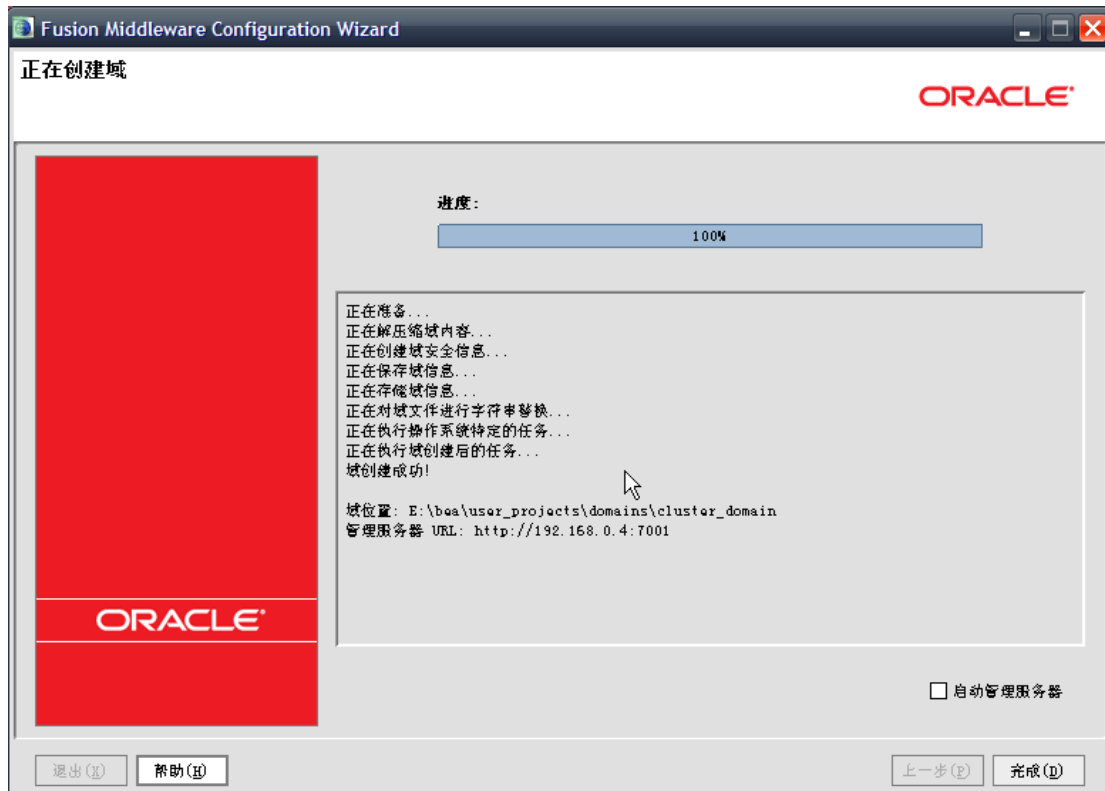 Fusion Middleware Configuration Wizard
正在创建域
ORACLE
进度:
100%
正在准备...
正在解压缩域内容...
正在创建域安全信息...
正在保存域信息...
正在存储域信息...
正在对域文件进行字符串替换...
正在执行操作系统特定的任务...
正在执行域创建后的任务...
域创建成功!
域位置: E:\bea\user_projects\domains\cluster_domain
管理服务器 URL: http://192.168.0.4:7001
ORACLE
启动管理服务器
退出(X) 帮助(H) 上一步(P) 完成(D)